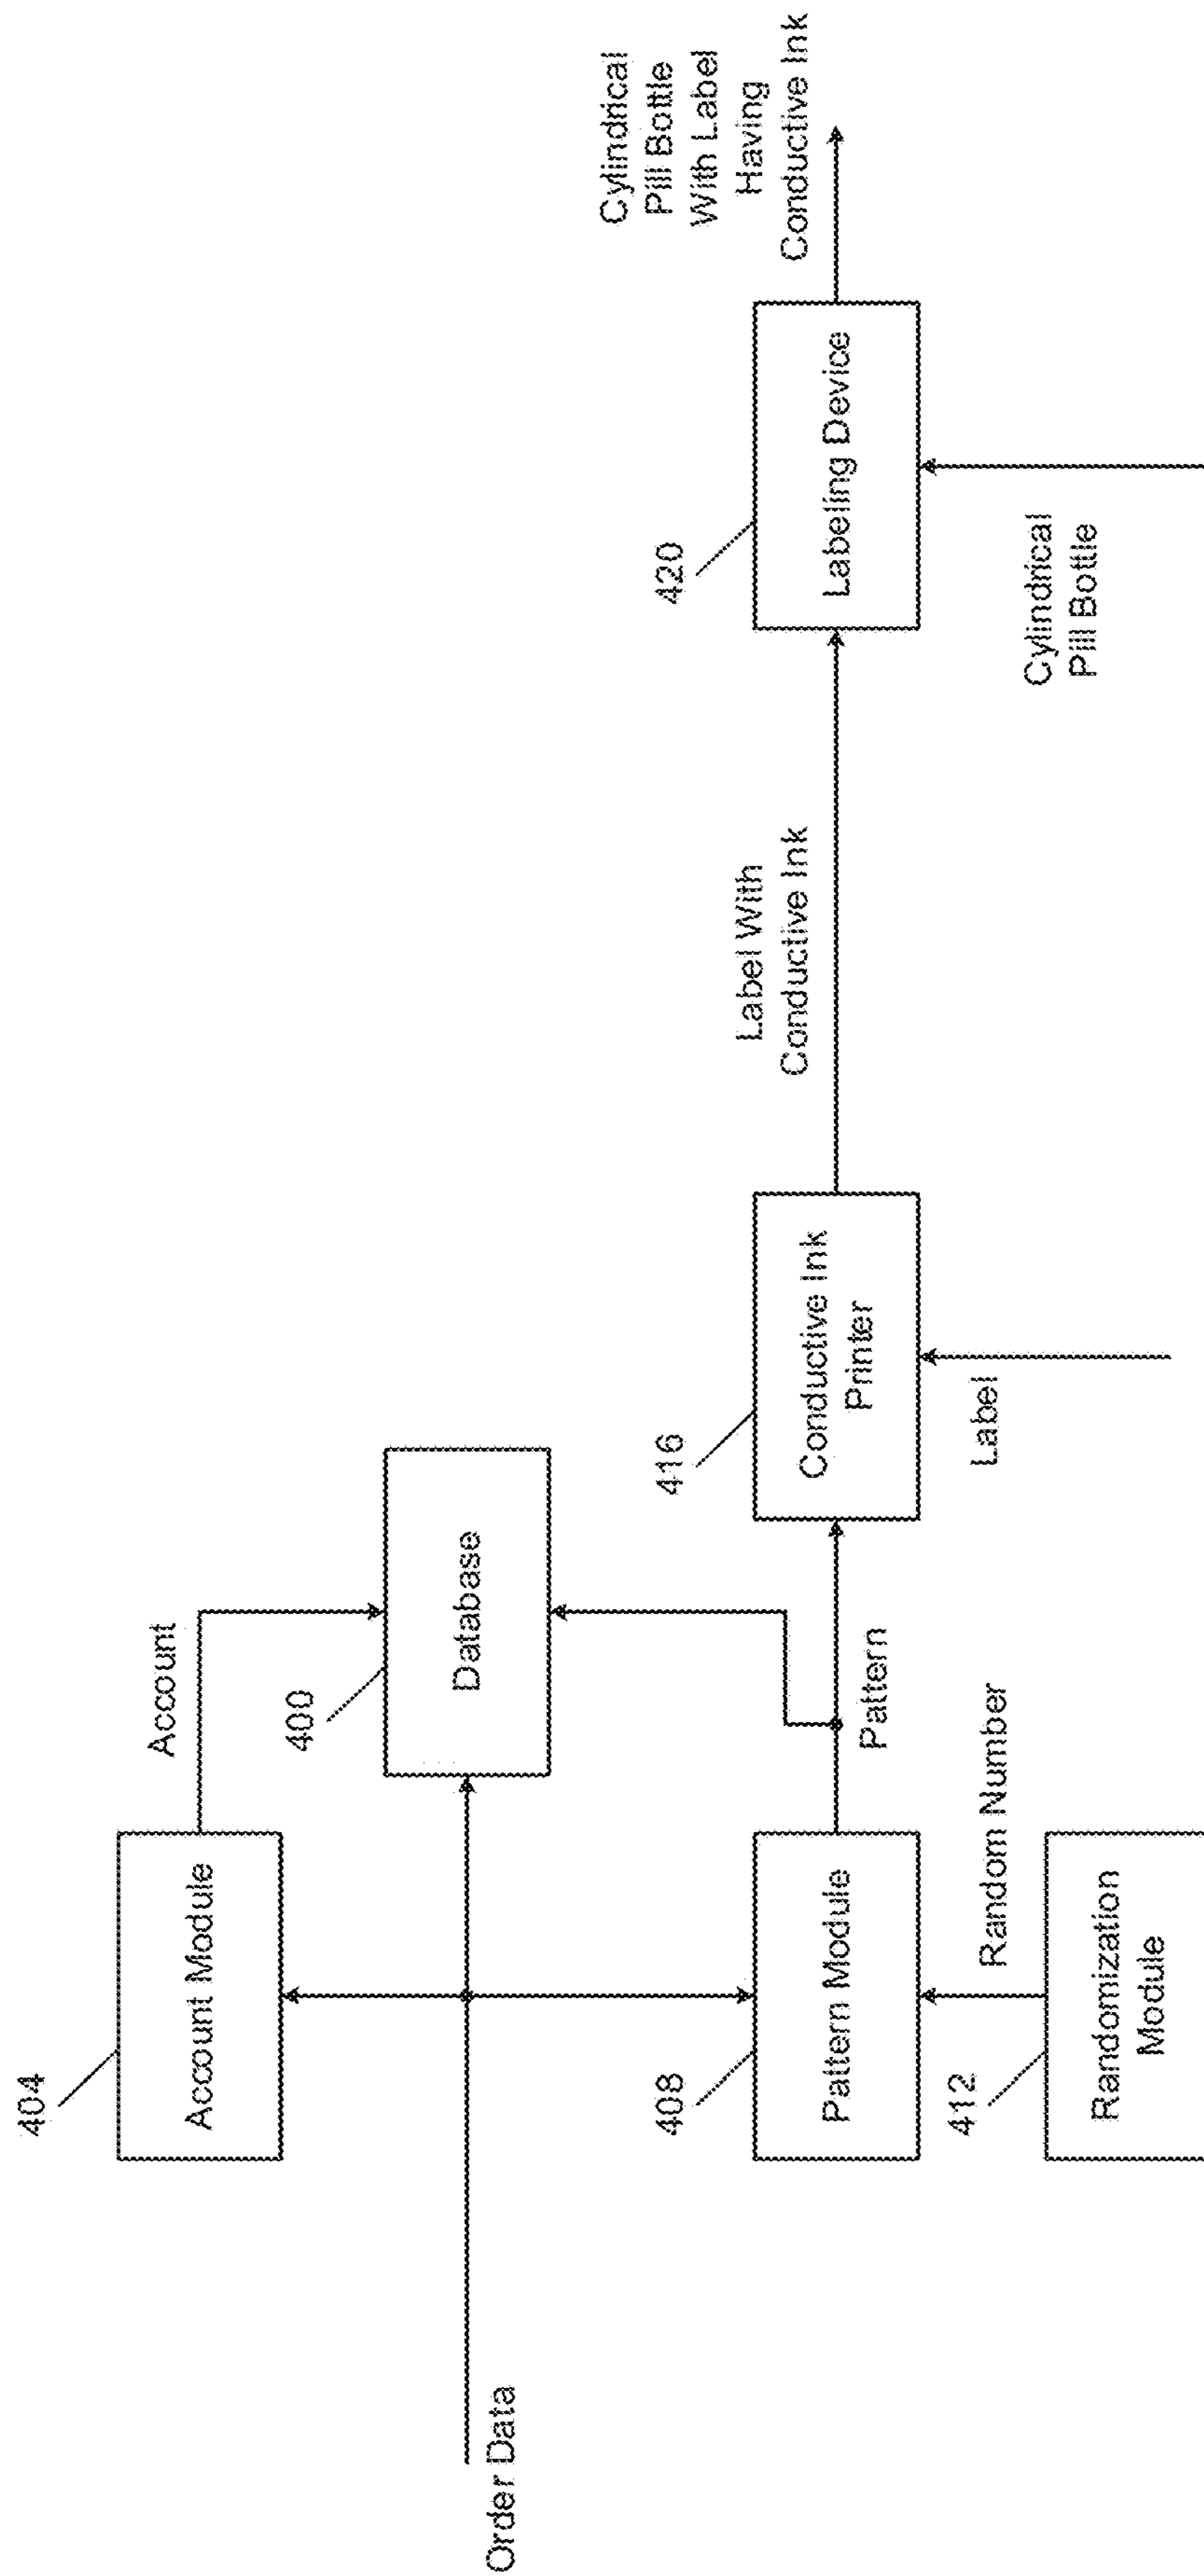 404
Account Module
Account
400
Database
Order Data
408
Pattern Module
Pattern
412
Randomization
Module
Random Number
416
Conductive Ink
Printer
Label
Label With
Conductive Ink
420
Labeling Device
Cylindrical
Pill Bottle
Cylindrical
Pill Bottle
With Label
Having
Conductive Ink